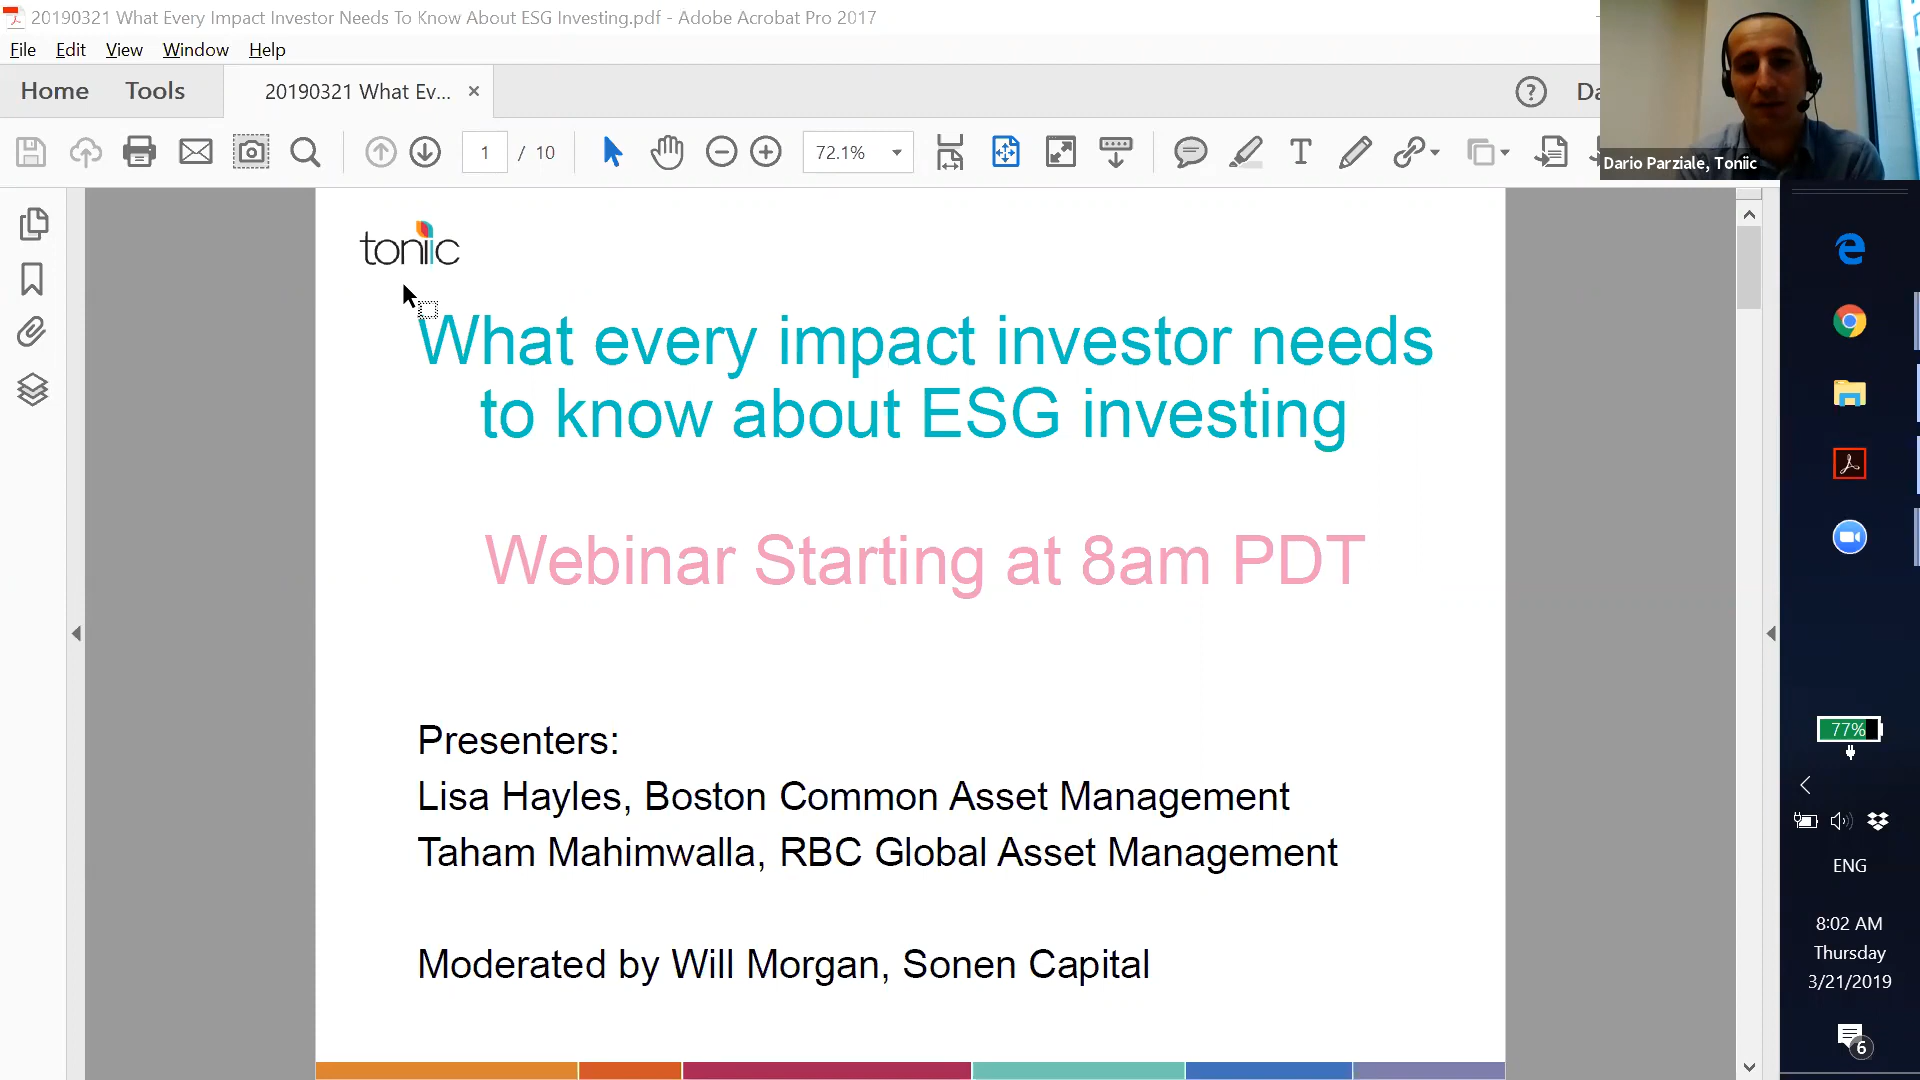 20190321 What Every Impact Investor Needs To Know About ESG Investing.pdf - Adobe Acrobat Pro 2017
File Edit View Window Help
Home Tools 20190321 What Ev... ×
1 / 10 72.1%
Dario Parziale, Toniic
toniic
What every impact investor needs
to know about ESG investing
Webinar Starting at 8am PDT
Presenters:
Lisa Hayles, Boston Common Asset Management
Taham Mahimwalla, RBC Global Asset Management
Moderated by Will Morgan, Sonen Capital
77%
ENG
8:02 AM
Thursday
3/21/2019
6